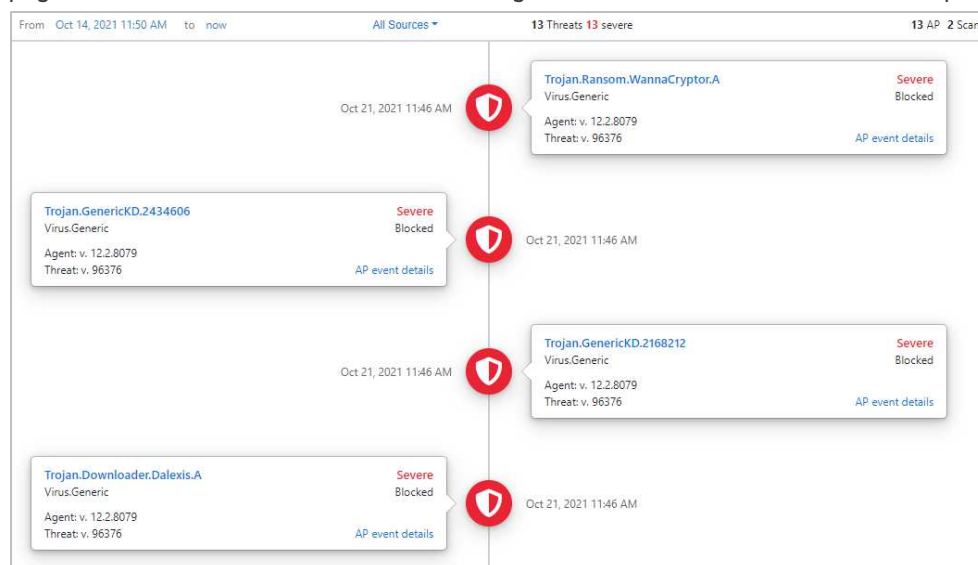 From Oct 14, 2021 11:50 AM to now All Sources 13 Threats 13 severe 13 AP 2 Scan
Trojan.Ransom.WannaCryptor.A Severe
Virus.Generic Blocked
Oct 21, 2021 11:46 AM
Agent: v. 12.2.8079
Threat: v. 96376 AP event details
Trojan.GenericKD.2434606 Severe
Virus.Generic Blocked
Oct 21, 2021 11:46 AM
Agent: v. 12.2.8079
Threat: v. 96376 AP event details
Trojan.GenericKD.2168212 Severe
Virus.Generic Blocked
Oct 21, 2021 11:46 AM
Agent: v. 12.2.8079
Threat: v. 96376 AP event details
Trojan.Downloader.Dalexis.A Severe
Virus.Generic Blocked
Oct 21, 2021 11:46 AM
Agent: v. 12.2.8079
Threat: v. 96376 AP event details